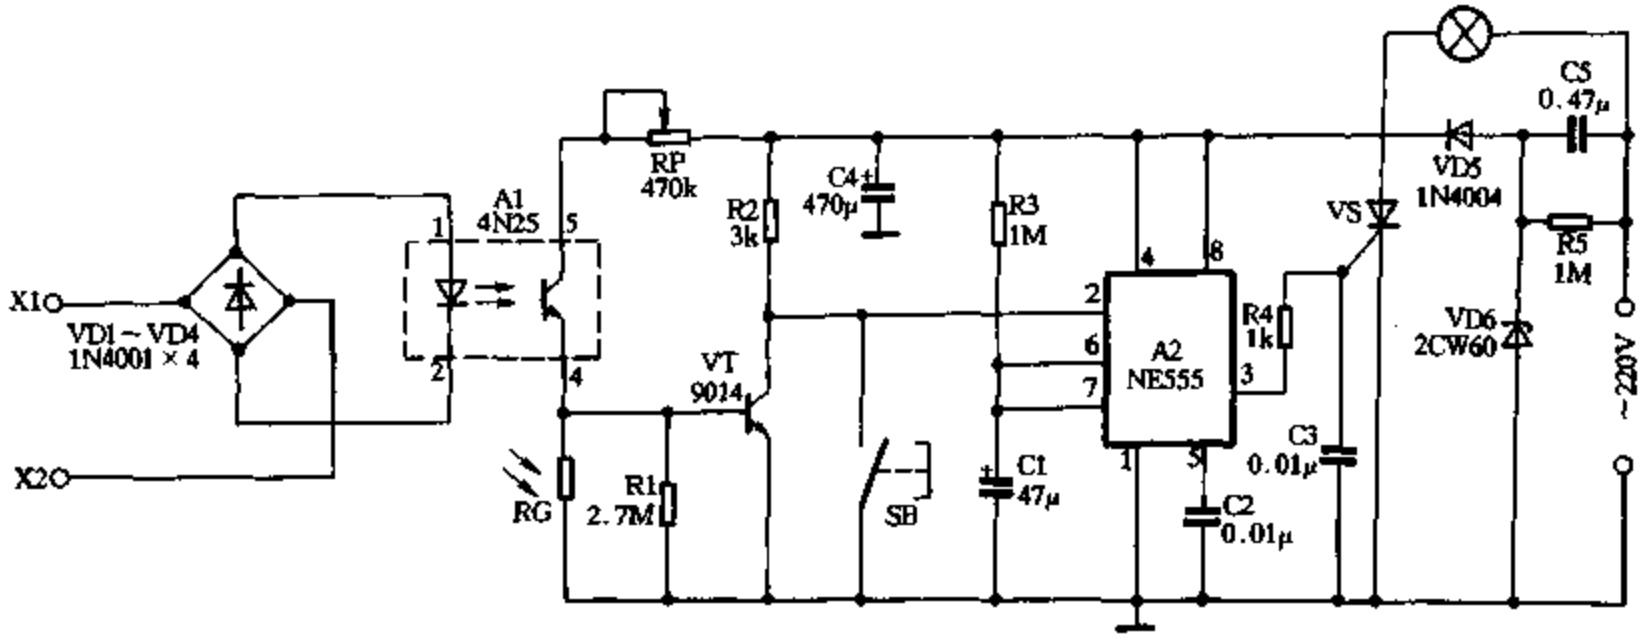 C5
0.47μ
VD5
1N4004
RP
470k
C4
+
470μ
A1
4N25
1
5
R2
3k
R3
1M
VS
R5
1M
4
8
X1
VD1～VD4
1N4001×4
2
6
7
A2
NE555
3
R4
1k
VD6
2CW60
～220V
2
4
VT
9014
1
5
C3
0.01μ
X2
RG
R1
2.7M
SB
+
C1
47μ
C2
0.01μ